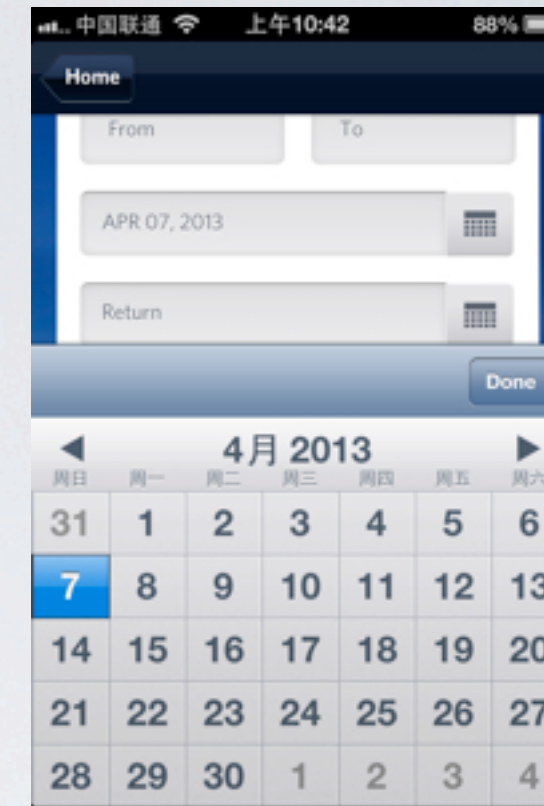 ...中国联通 上午10:42 88%
Home
From To
APR 07, 2013
Return
Done
4月 2013
周日 周一 周二 周三 周四 周五 周六
31 1 2 3 4 5 6
7 8 9 10 11 12 13
14 15 16 17 18 19 20
21 22 23 24 25 26 27
28 29 30 1 2 3 4